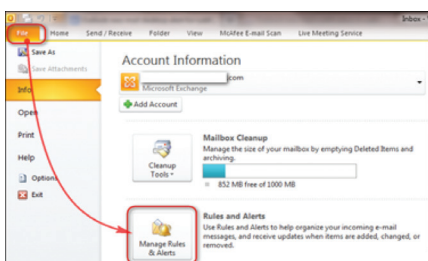 Inbox -
File Home Send / Receive Folder View McAfee E-mail Scan Live Meeting Service
Save As
Save Attachments
Info
Open
Print
Help
Options
Exit
Account Information
.com
Microsoft Exchange
Add Account
Cleanup
Tools
Mailbox Cleanup
Manage the size of your mailbox by emptying Deleted Items and
archiving.
852 MB free of 1000 MB
Manage Rules
& Alerts
Rules and Alerts
Use Rules and Alerts to help organize your incoming e-mail
messages, and receive updates when items are added, changed, or
removed.